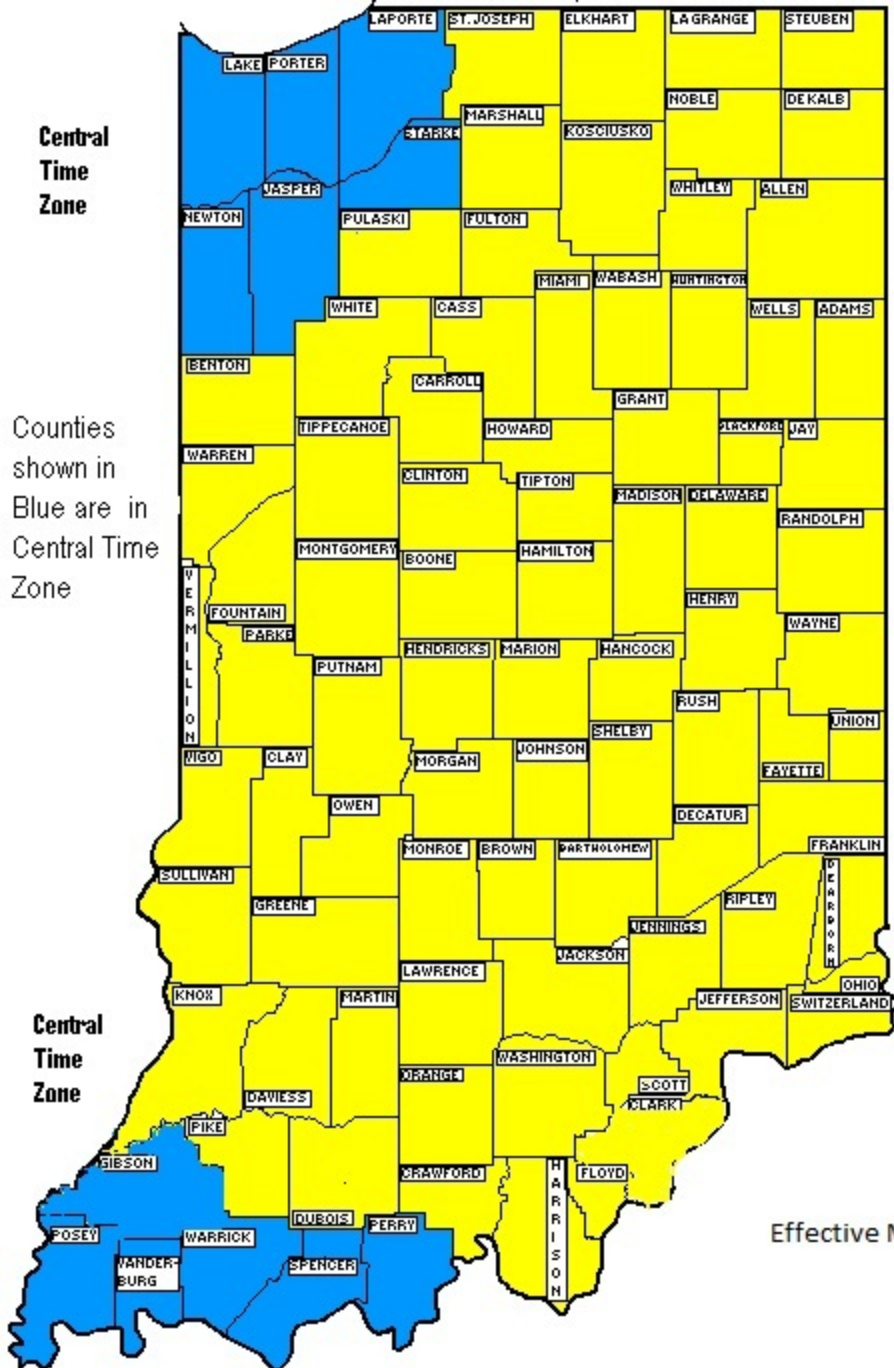 LAPORTE
ST. JOSEPH
ELKHART
LAGRANGE
STEUBEN
LAKE
PORTER
NOBLE
DEKALB
MARSHALL
STARKE
KOSCIUSKO
Central
Time
Zone
JASPER
WHITLEY
ALLEN
NEWTON
PULASKI
FULTON
MIAMI
WABASH
HUNTINGTON
WHITE
CASS
WELLS
ADAMS
BENTON
CARROLL
GRANT
Counties
shown in
Blue are in
Central Time
Zone
TIPPECANOE
HOWARD
BLACKFORD
JAY
WARREN
CLINTON
TIPTON
MADISON
DELAWARE
RANDOLPH
MONTGOMERY
BOONE
HAMILTON
VERMILLION
HENRY
FOUNTAIN
WAYNE
PARKE
HENDRICKS
MARION
HANCOCK
PUTNAM
RUSH
UNION
SHELBY
VIGO
CLAY
MORGAN
JOHNSON
FAYETTE
OWEN
DECATUR
MONROE
BROWN
BARTHOLOMEW
FRANKLIN
SULLIVAN
DEARBORN
GREENE
RIPLEY
JENNINGS
JACKSON
LAWRENCE
OHIO
KNOX
MARTIN
JEFFERSON
SWITZERLAND
Central
Time
Zone
WASHINGTON
ORANGE
SCOTT
DAVIESS
CLARK
PIKE
GIBSON
CRAWFORD
HARRISON
FLOYD
DUBOIS
PERRY
POSEY
WARRICK
Effective
VANDER-
BURG
SPENCER